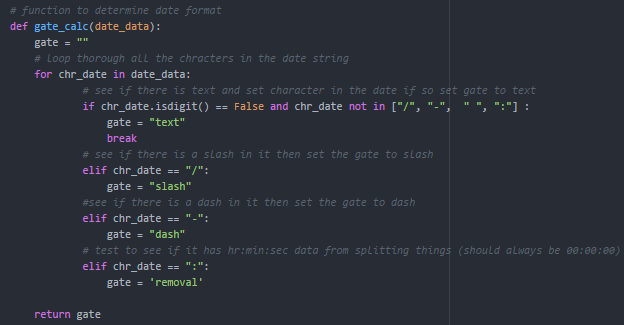 # function to determine date format
def gate_calc(date_data):
    gate = ""
    # loop thorough all the chracters in the date string
    for chr_date in date_data:
            # see if there is text and set character in the date if so set gate to text
            if chr_date.isdigit() == False and chr_date not in ["/", "-",  " ", ":"] :
                gate = "text"
                break
            # see if there is a slash in it then set the gate to slash
            elif chr_date == "/":
                gate = "slash"
            #see if there is a dash in it then set the gate to dash
            elif chr_date == "-":
                gate = "dash"
            # test to see if it has hr:min:sec data from splitting things (should always be 00:00:00)
            elif chr_date == ":":
                gate = 'removal'

    return gate